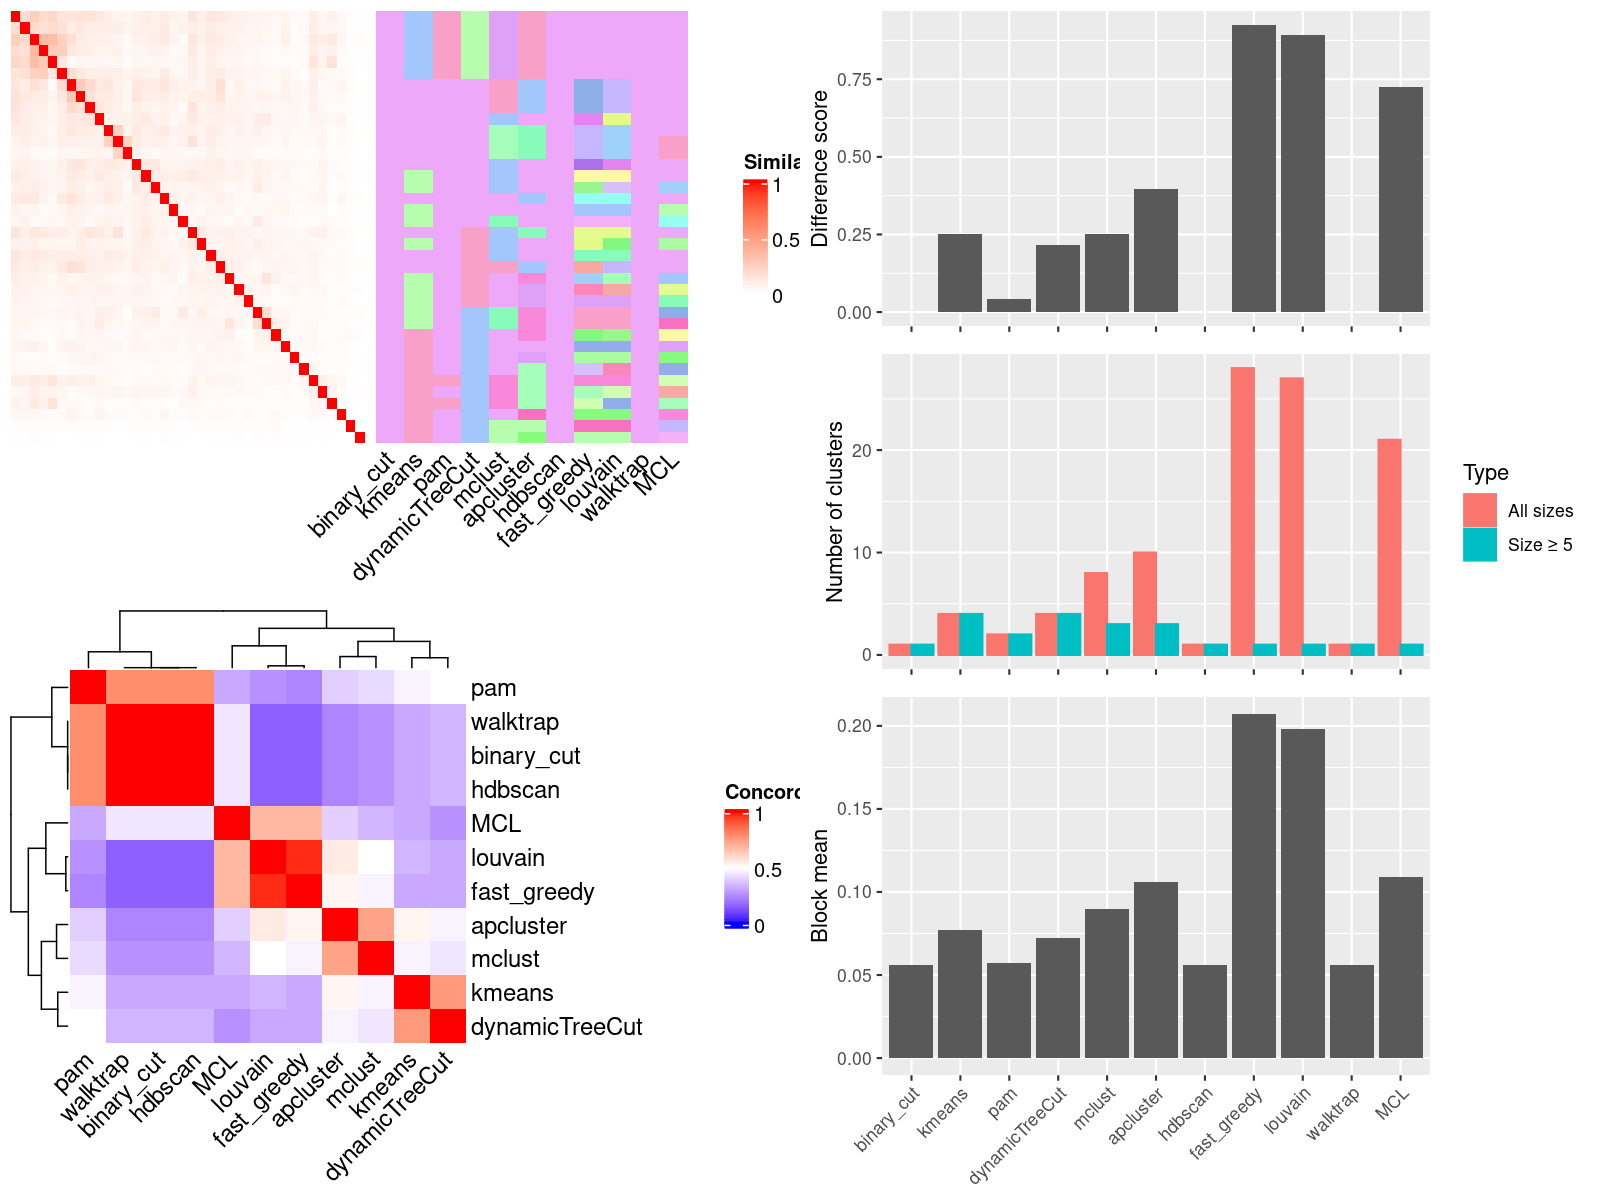 Simila
1
0.5
0
binary_cut
kmeans
pam
dynamicTreeCut
mclust
apcluster
hdbscan
fast_greedy
louvain
walktrap
MCL
pam
walktrap
binary_cut
hdbscan
MCL
louvain
fast_greedy
apcluster
mclust
kmeans
dynamicTreeCut
Concord
1
0.5
0
pam
walktrap
binary_cut
hdbscan
MCL
louvain
fast_greedy
apcluster
mclust
kmeans
dynamicTreeCut
Difference score
0.75
0.50
0.25
0.00
Number of clusters
20
10
0
Type
All sizes
Size ≥ 5
Block mean
0.20
0.15
0.10
0.05
0.00
binary_cut
kmeans
pam
dynamicTreeCut
mclust
apcluster
hdbscan
fast_greedy
louvain
walktrap
MCL